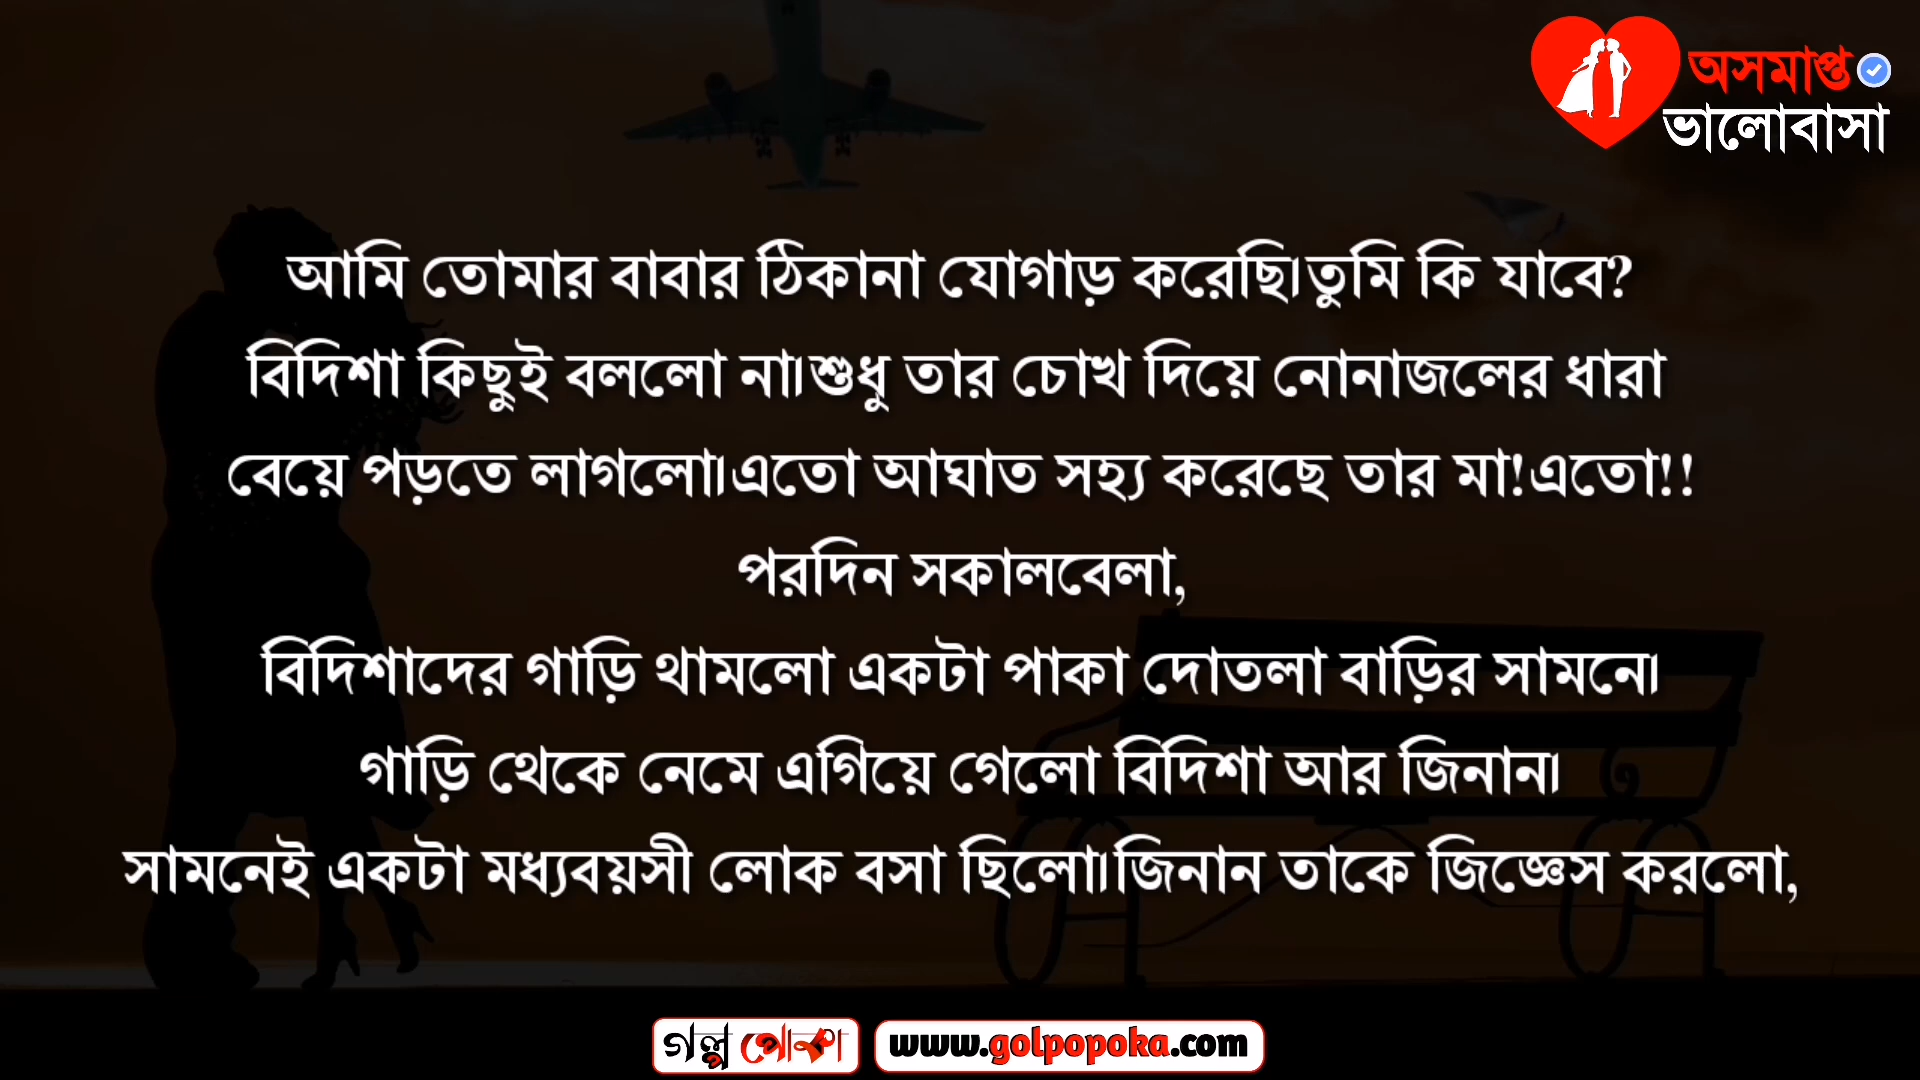 অসমাপ্ত
ভালোবাসা
আমি তোমার বাবার ঠিকানা যোগাড় করেছি।তুমি কি যাবে?
বিদিশা কিছুই বললো না।শুধু তার চোখ দিয়ে নোনাজলের ধারা
বেয়ে পড়তে লাগলো।এতো আঘাত সহ্য করেছে তার মা!এতো!!
পরদিন সকালবেলা,
বিদিশাদের গাড়ি থামলো একটা পাকা দোতলা বাড়ির সামনে।
গাড়ি থেকে নেমে এগিয়ে গেলো বিদিশা আর জিনান।
সামনেই একটা মধ্যবয়সী লোক বসা ছিলো।জিনান তাকে জিজ্ঞেস করলো,
গল্প পোকা www.golpopoka.com